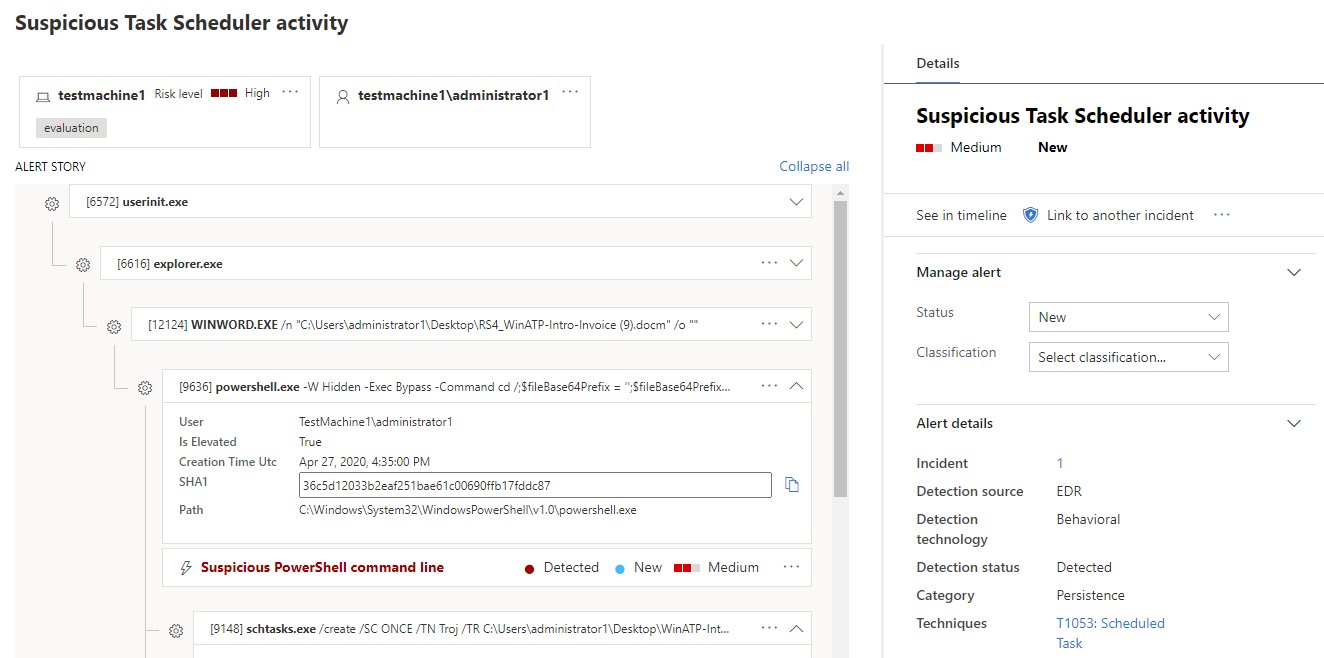 Suspicious Task Scheduler activity
testmachine1 Risk level High ...
evaluation
testmachine1\administrator1 ...
ALERT STORY
Collapse all
[6572] userinit.exe
[6616] explorer.exe ...
[12124] WINWORD.EXE /n "C:\Users\administrator1\Desktop\RS4_WinATP-Intro-Invoice (9).docm" /o "" ...
[9636] powershell.exe -W Hidden -Exec Bypass -Command cd /;$fileBase64Prefix = '';$fileBase64Prefix... ...
User TestMachine1\administrator1
Is Elevated True
Creation Time Utc Apr 27, 2020, 4:35:00 PM
SHA1 36c5d12033b2eaf251bae61c00690ffb17fddc87
Path C:\Windows\System32\WindowsPowerShell\v1.0\powershell.exe
Suspicious PowerShell command line Detected New Medium ...
[9148] schtasks.exe /create /SC ONCE /TN Troj /TR C:\Users\administrator1\Desktop\WinATP-Int... ...
Details
Suspicious Task Scheduler activity
Medium New
See in timeline Link to another incident ...
Manage alert
Status New
Classification Select classification...
Alert details
Incident 1
Detection source EDR
Detection Behavioral
technology
Detection status Detected
Category Persistence
Techniques T1053: Scheduled
Task